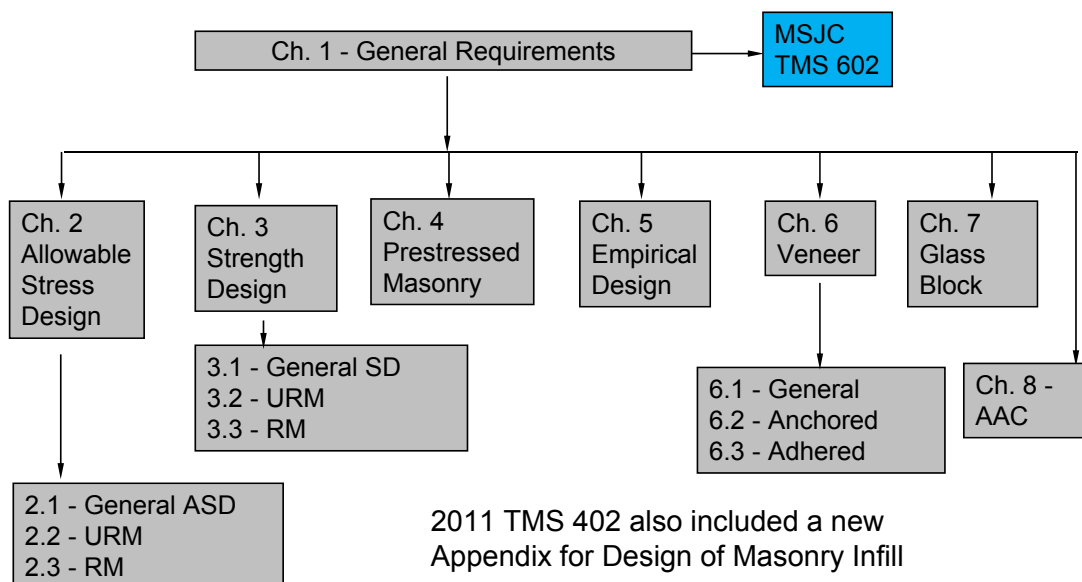 Ch. 1 - General Requirements
MSJC
TMS 602
Ch. 2
Allowable
Stress
Design
Ch. 3
Strength
Design
Ch. 4
Prestressed
Masonry
Ch. 5
Empirical
Design
Ch. 6
Veneer
Ch. 7
Glass
Block
3.1 - General SD
3.2 - URM
3.3 - RM
6.1 - General
6.2 - Anchored
6.3 - Adhered
Ch. 8 -
AAC
2.1 - General ASD
2.2 - URM
2.3 - RM
2011 TMS 402 also included a new
Appendix for Design of Masonry Infill